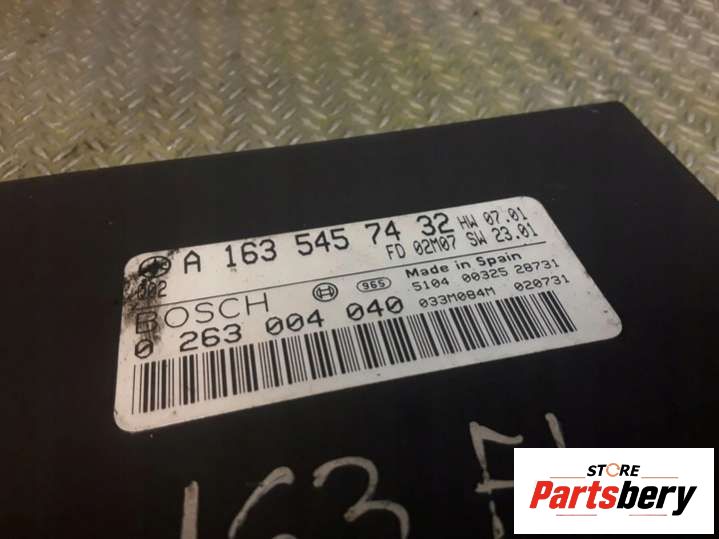 A 163 545 74 32 HW 07.01
FD 02M07 SW 23.01
002
Made in Spain
BOSCH 965 5104 00325 28731
0 263 004 040 033M084M 020731
163 FL
STORE
Partsbery